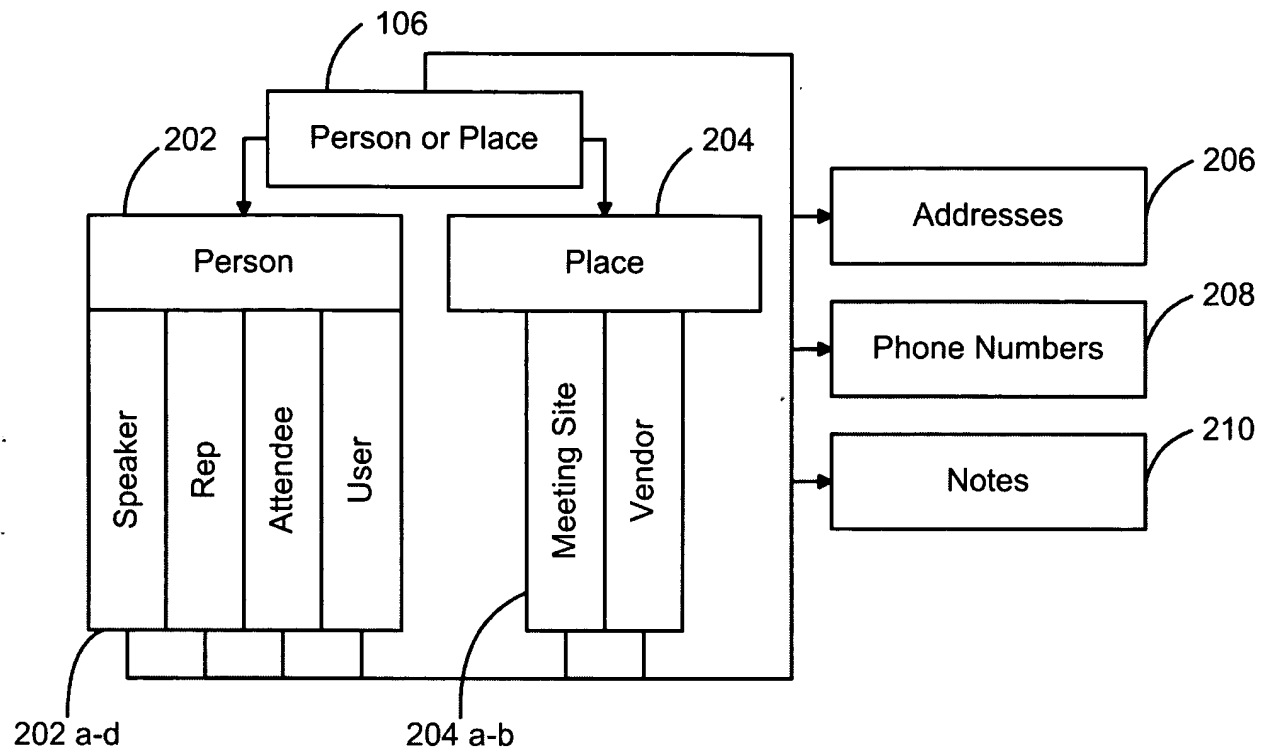 106
Person or Place
202
204
206
Addresses
Person
Place
208
Phone Numbers
Speaker
Rep
Attendee
User
Meeting Site
Vendor
210
Notes
202 a-d
204 a-b